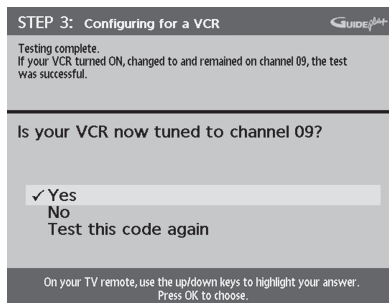 STEP 3: Configuring for a VCR
GUIDE plus+
Testing complete.
If your VCR turned ON, changed to and remained on channel 09, the test
was successful.
Is your VCR now tuned to channel 09?
✓ Yes
No
Test this code again
On your TV remote, use the up/down keys to highlight your answer.
Press OK to choose.